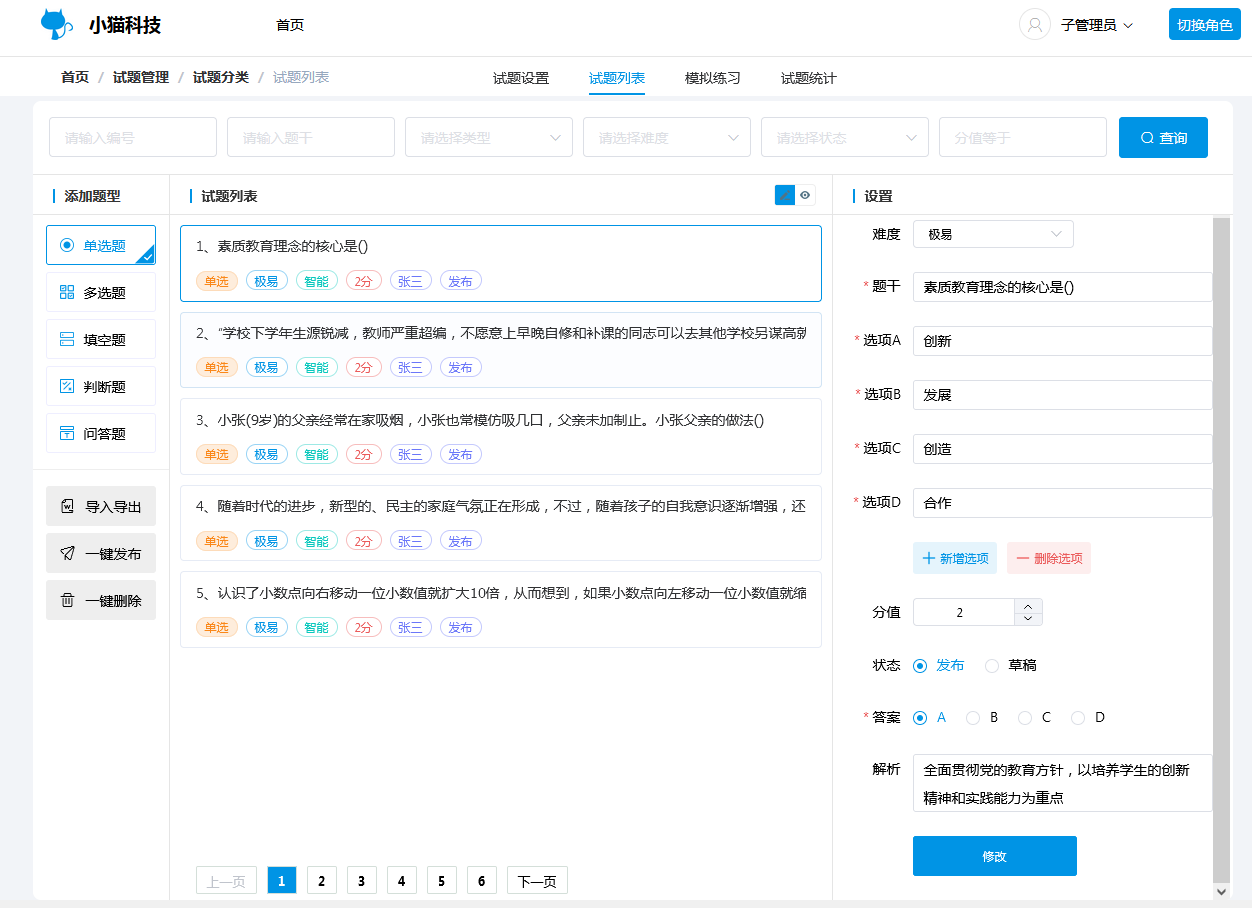 小猫科技
首页
子管理员
切换角色
首页 / 试题管理 / 试题分类 / 试题列表
试题设置
试题列表
模拟练习
试题统计
请输入编号
请输入题干
请选择类型
请选择难度
请选择状态
分值等于
查询
添加题型
单选题
多选题
填空题
判断题
问答题
导入导出
一键发布
一键删除
试题列表
1、素质教育理念的核心是()
单选 极易 智能 2分 张三 发布
2、“学校下学年生源锐减，教师严重超编，不愿意上早晚自修和补课的同志可以去其他学校另谋高就
单选 极易 智能 2分 张三 发布
3、小张(9岁)的父亲经常在家吸烟，小张也常模仿吸几口，父亲未加制止。小张父亲的做法()
单选 极易 智能 2分 张三 发布
4、随着时代的进步，新型的、民主的家庭气氛正在形成，不过，随着孩子的自我意识逐渐增强，还
单选 极易 智能 2分 张三 发布
5、认识了小数点向右移动一位小数值就扩大10倍，从而想到，如果小数点向左移动一位小数值就缩
单选 极易 智能 2分 张三 发布
上一页 1 2 3 4 5 6 下一页
设置
难度 极易
* 题干 素质教育理念的核心是()
* 选项A 创新
* 选项B 发展
* 选项C 创造
* 选项D 合作
新增选项 删除选项
分值 2
状态 发布 草稿
* 答案 A B C D
解析 全面贯彻党的教育方针，以培养学生的创新
精神和实践能力为重点
修改